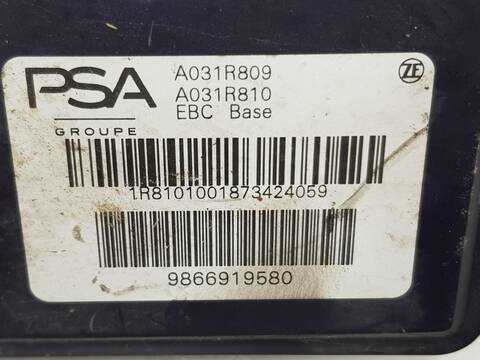 PSA
GROUPE
A031R809
A031R810
EBC Base
ZF
1R8101001873424059
9866919580